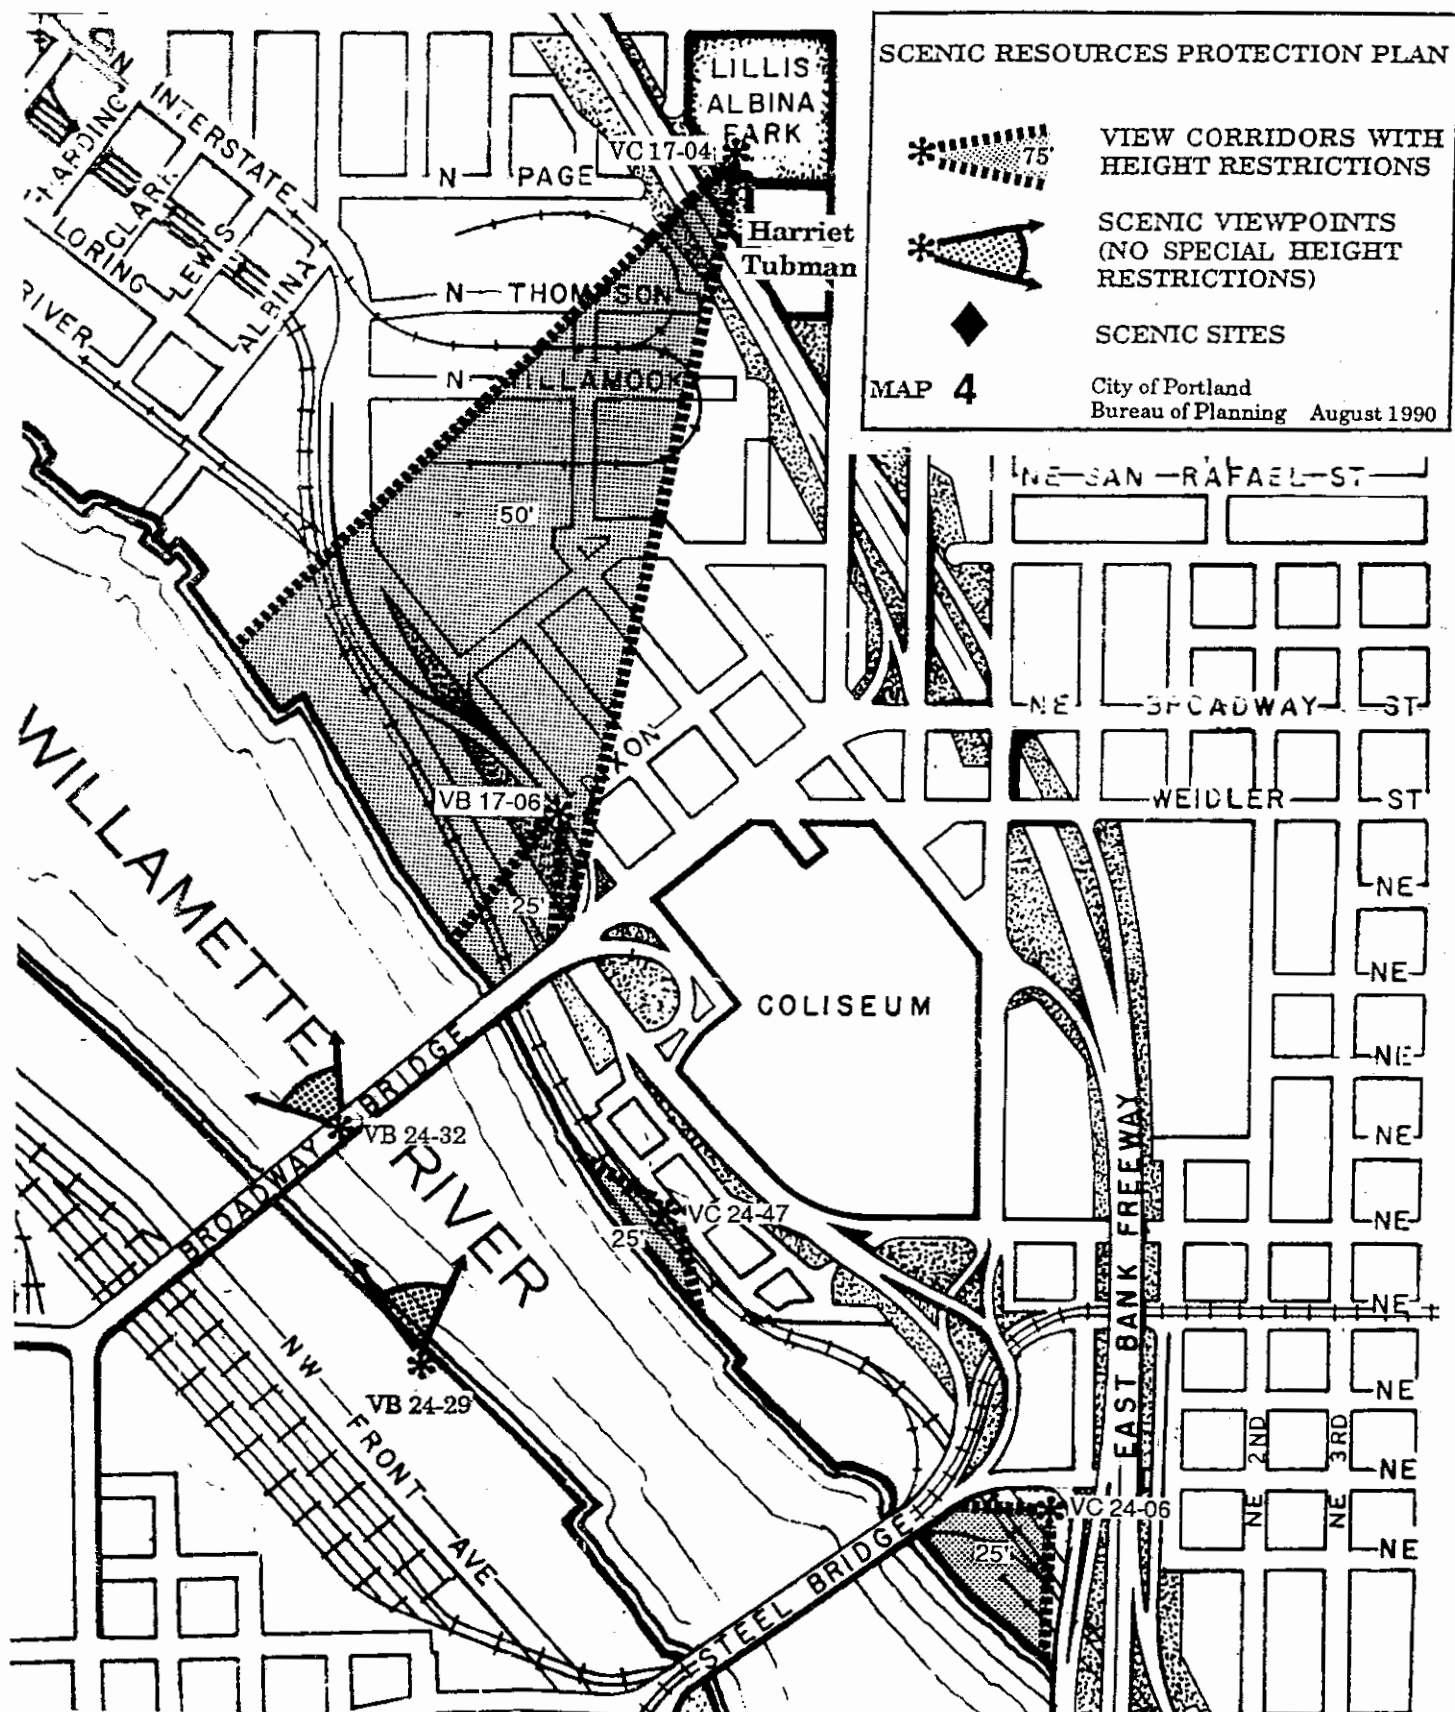 SCENIC RESOURCES PROTECTION PLAN
75'
VIEW CORRIDORS WITH
HEIGHT RESTRICTIONS
SCENIC VIEWPOINTS
(NO SPECIAL HEIGHT
RESTRICTIONS)
SCENIC SITES
MAP 4
City of Portland
Bureau of Planning August 1990
LILLIS
ALBINA
PARK
VC 17-04
Harriet
Tubman
N
INTERSTATE
HARDING
CLARK
LEWIS
LORING
ALBINA
RIVER
N PAGE
N THOMPSON
N TILLAMOOK
50'
VB 17-06
25'
NE SAN RAFAEL ST
NE BROADWAY ST
WEIDLER ST
NE
NE
NE
NE
NE
NE
NE
NE
NE
COLISEUM
WILLAMETTE
RIVER
BROADWAY BRIDGE
VB 24-32
VC 24-47
25'
VB 24-29
NW FRONT AVE
EAST BANK FREEWAY
NE 2ND
NE 3RD
VC 24-06
25'
STEEL BRIDGE